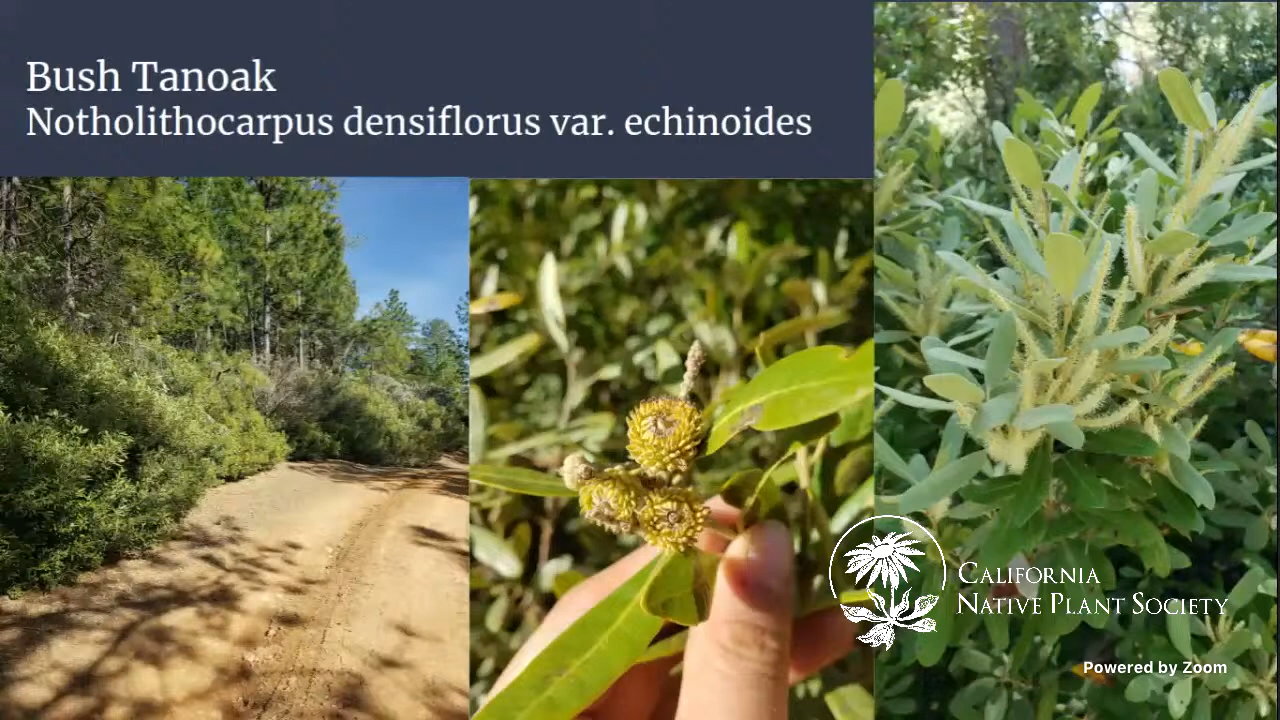 Bush Tanoak
Notholithocarpus densiflorus var. echinoides
CALIFORNIA
NATIVE PLANT SOCIETY
Powered by Zoom